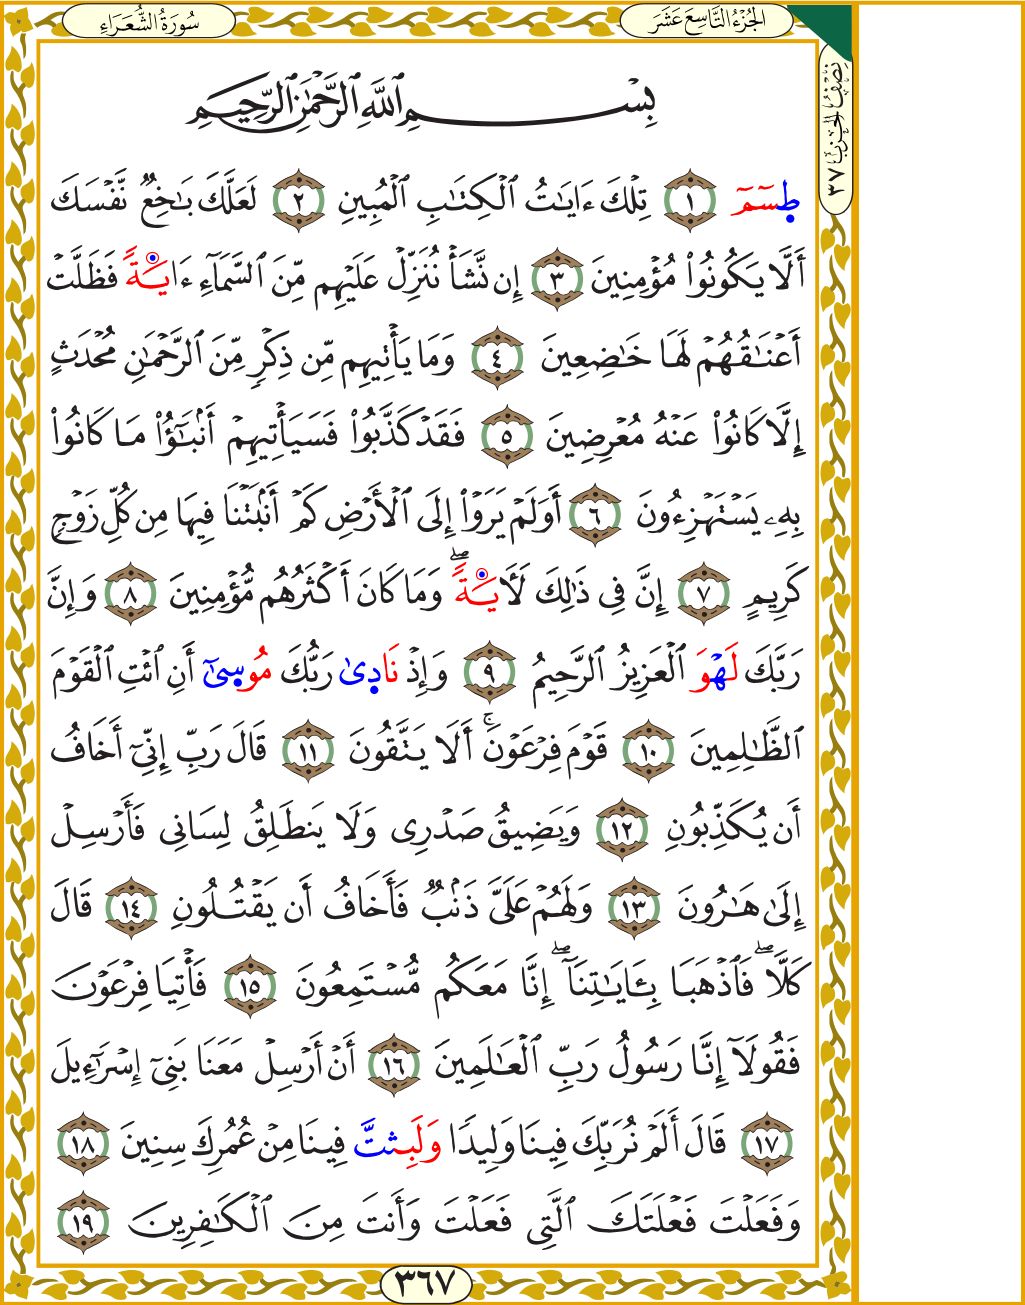 سُورَةُ الشُّعَرَاءِ
الجُزْءُ التَّاسِعَ عَشَرَ
نِصْفُ الحِزْبِ ٣٧
بِسْمِ ٱللَّهِ ٱلرَّحْمَٰنِ ٱلرَّحِيمِ
طسٓمٓ ١ تِلْكَ ءَايَٰتُ ٱلْكِتَٰبِ ٱلْمُبِينِ ٢ لَعَلَّكَ بَٰخِعٌ نَّفْسَكَ
أَلَّا يَكُونُوا۟ مُؤْمِنِينَ ٣ إِن نَّشَأْ نُنَزِّلْ عَلَيْهِم مِّنَ ٱلسَّمَآءِ ءَايَةً فَظَلَّتْ
أَعْنَٰقُهُمْ لَهَا خَٰضِعِينَ ٤ وَمَا يَأْتِيهِم مِّن ذِكْرٍ مِّنَ ٱلرَّحْمَٰنِ مُحْدَثٍ
إِلَّا كَانُوا۟ عَنْهُ مُعْرِضِينَ ٥ فَقَدْ كَذَّبُوا۟ فَسَيَأْتِيهِمْ أَنۢبَٰٓؤُا۟ مَا كَانُوا۟
بِهِۦ يَسْتَهْزِءُونَ ٦ أَوَلَمْ يَرَوْا۟ إِلَى ٱلْأَرْضِ كَمْ أَنۢبَتْنَا فِيهَا مِن كُلِّ زَوْجٍ
كَرِيمٍ ٧ إِنَّ فِى ذَٰلِكَ لَءَايَةً ۖ وَمَا كَانَ أَكْثَرُهُم مُّؤْمِنِينَ ٨ وَإِنَّ
رَبَّكَ لَهْوَ ٱلْعَزِيزُ ٱلرَّحِيمُ ٩ وَإِذْ نَادىٰ رَبُّكَ مُوسىٰٓ أَنِ ٱئْتِ ٱلْقَوْمَ
ٱلظَّٰلِمِينَ ١٠ قَوْمَ فِرْعَوْنَ ۚ أَلَا يَتَّقُونَ ١١ قَالَ رَبِّ إِنِّىٓ أَخَافُ
أَن يُكَذِّبُونِ ١٢ وَيَضِيقُ صَدْرِى وَلَا يَنطَلِقُ لِسَانِى فَأَرْسِلْ
إِلَىٰ هَٰرُونَ ١٣ وَلَهُمْ عَلَىَّ ذَنۢبٌ فَأَخَافُ أَن يَقْتُلُونِ ١٤ قَالَ
كَلَّا ۖ فَٱذْهَبَا بِـَٔايَٰتِنَآ ۖ إِنَّا مَعَكُم مُّسْتَمِعُونَ ١٥ فَأْتِيَا فِرْعَوْنَ
فَقُولَآ إِنَّا رَسُولُ رَبِّ ٱلْعَٰلَمِينَ ١٦ أَنْ أَرْسِلْ مَعَنَا بَنِىٓ إِسْرَٰٓءِيلَ
١٧ قَالَ أَلَمْ نُرَبِّكَ فِينَا وَلِيدًا وَلَبِثتَّ فِينَا مِنْ عُمُرِكَ سِنِينَ ١٨
وَفَعَلْتَ فَعْلَتَكَ ٱلَّتِى فَعَلْتَ وَأَنتَ مِنَ ٱلْكَٰفِرِينَ ١٩
٣٦٧